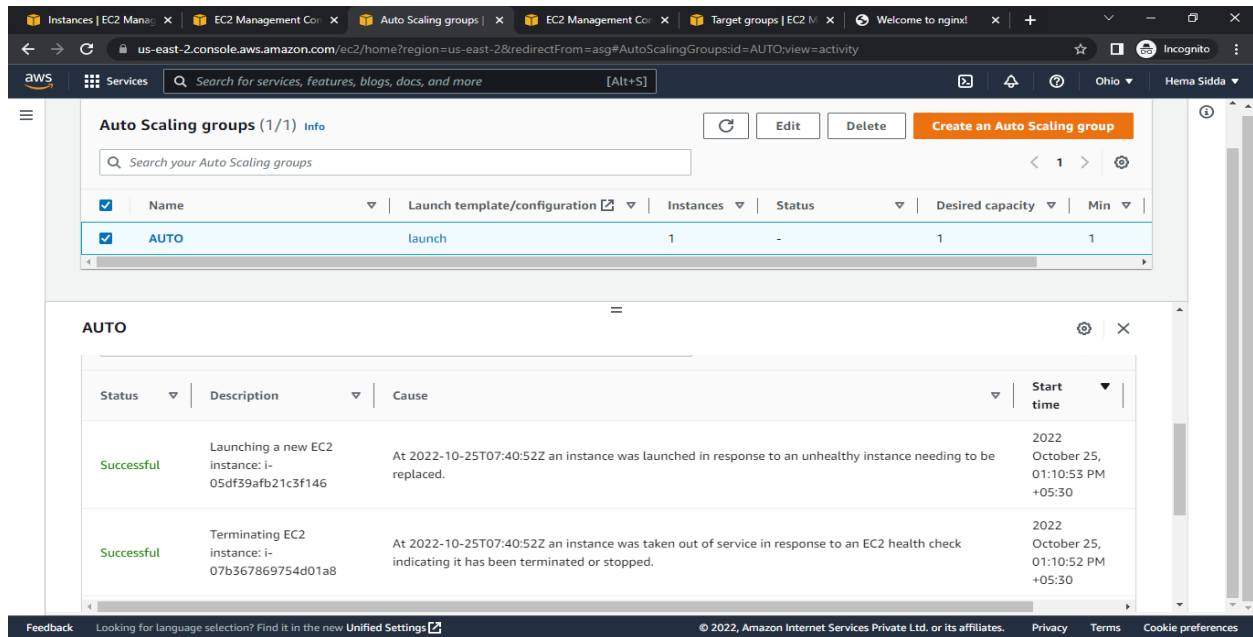 Instances | EC2 Manag
EC2 Management Con
Auto Scaling groups |
EC2 Management Con
Target groups | EC2 M
Welcome to nginx!
us-east-2.console.aws.amazon.com/ec2/home?region=us-east-2&redirectFrom=asg#AutoScalingGroups:id=AUTO;view=activity
Incognito
aws
Services
Search for services, features, blogs, docs, and more
[Alt+S]
Ohio
Hema Sidda
Auto Scaling groups (1/1) Info
Edit
Delete
Create an Auto Scaling group
Search your Auto Scaling groups
1
Name
Launch template/configuration
Instances
Status
Desired capacity
Min
AUTO
launch
1
-
1
1
AUTO
Status
Description
Cause
Start
time
Successful
Launching a new EC2
instance: i-
05df39afb21c3f146
At 2022-10-25T07:40:52Z an instance was launched in response to an unhealthy instance needing to be
replaced.
2022
October 25,
01:10:53 PM
+05:30
Successful
Terminating EC2
instance: i-
07b367869754d01a8
At 2022-10-25T07:40:52Z an instance was taken out of service in response to an EC2 health check
indicating it has been terminated or stopped.
2022
October 25,
01:10:52 PM
+05:30
Feedback
Looking for language selection? Find it in the new Unified Settings
© 2022, Amazon Internet Services Private Ltd. or its affiliates.
Privacy
Terms
Cookie preferences